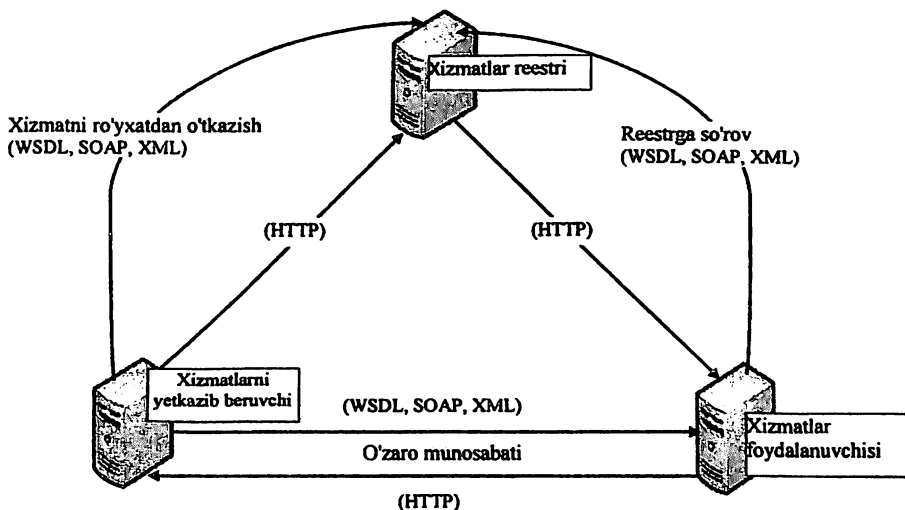 Xizmatlar reestri
Xizmatni ro'yxatdan o'tkazish
(WSDL, SOAP, XML)
Reestrga so'rov
(WSDL, SOAP, XML)
(HTTP)
(HTTP)
Xizmatlarni
yetkazib beruvchi
(WSDL, SOAP, XML)
Xizmatlar
foydalanuvchisi
O'zaro munosabati
(HTTP)